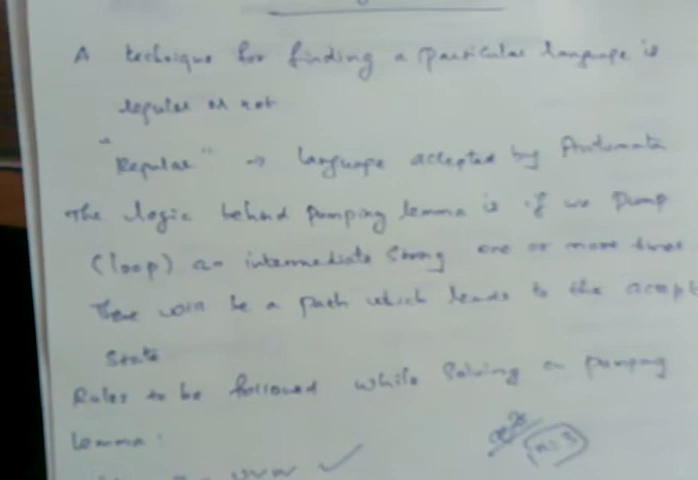 A technique for finding a particular language is
regular or not
"Regular" → language accepted by Automata
The logic behind pumping lemma is if we pump
(loop) an intermediate string one or more times
there will be a path which leads to the accept
state
Rules to be followed while solving on pumping
lemma:
uvw ✓